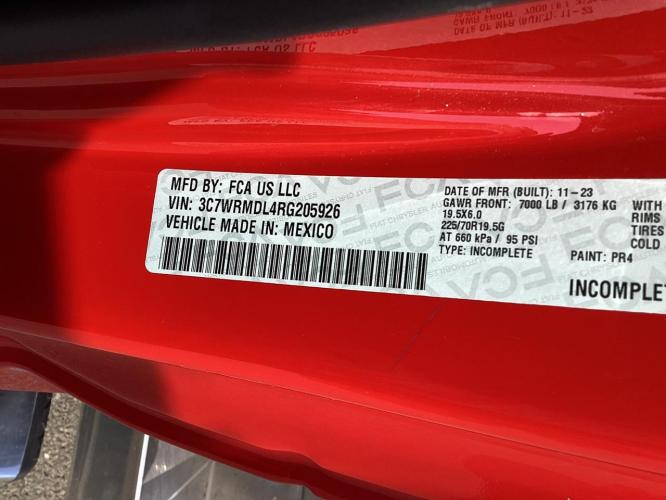 MFD BY: FCA US LLC
VIN: 3C7WRMDL4RG205926
VEHICLE MADE IN: MEXICO
DATE OF MFR (BUILT): 11-23
GAWR FRONT: 7000 LB / 3176 KG WITH
19.5X6.0 RIMS
225/70R19.5G TIRES
AT 660 kPa / 95 PSI COLD
TYPE: INCOMPLETE PAINT: PR4
INCOMPLET